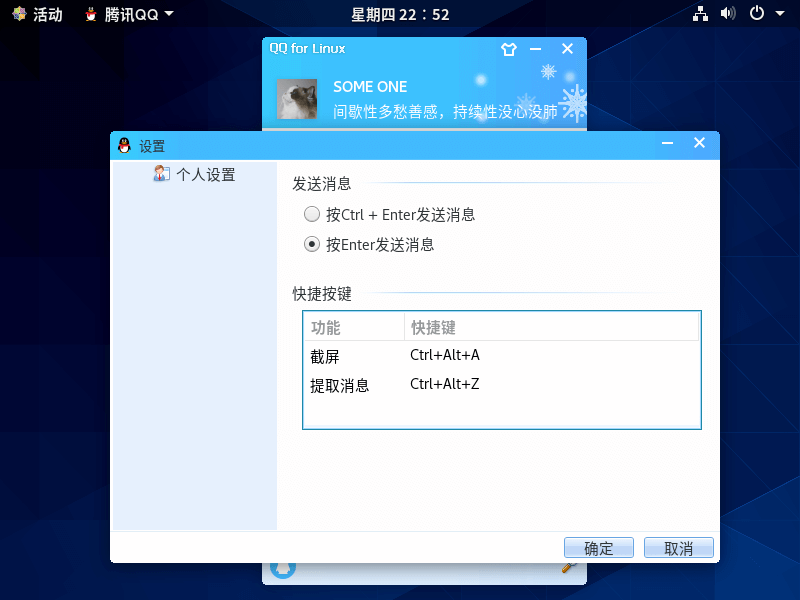 活动 腾讯QQ 星期四 22：52
QQ for Linux
SOME ONE
间歇性多愁善感，持续性没心没肺
设置
个人设置
发送消息
按Ctrl + Enter发送消息
按Enter发送消息
快捷按键
功能 快捷键
截屏 Ctrl+Alt+A
提取消息 Ctrl+Alt+Z
确定 取消